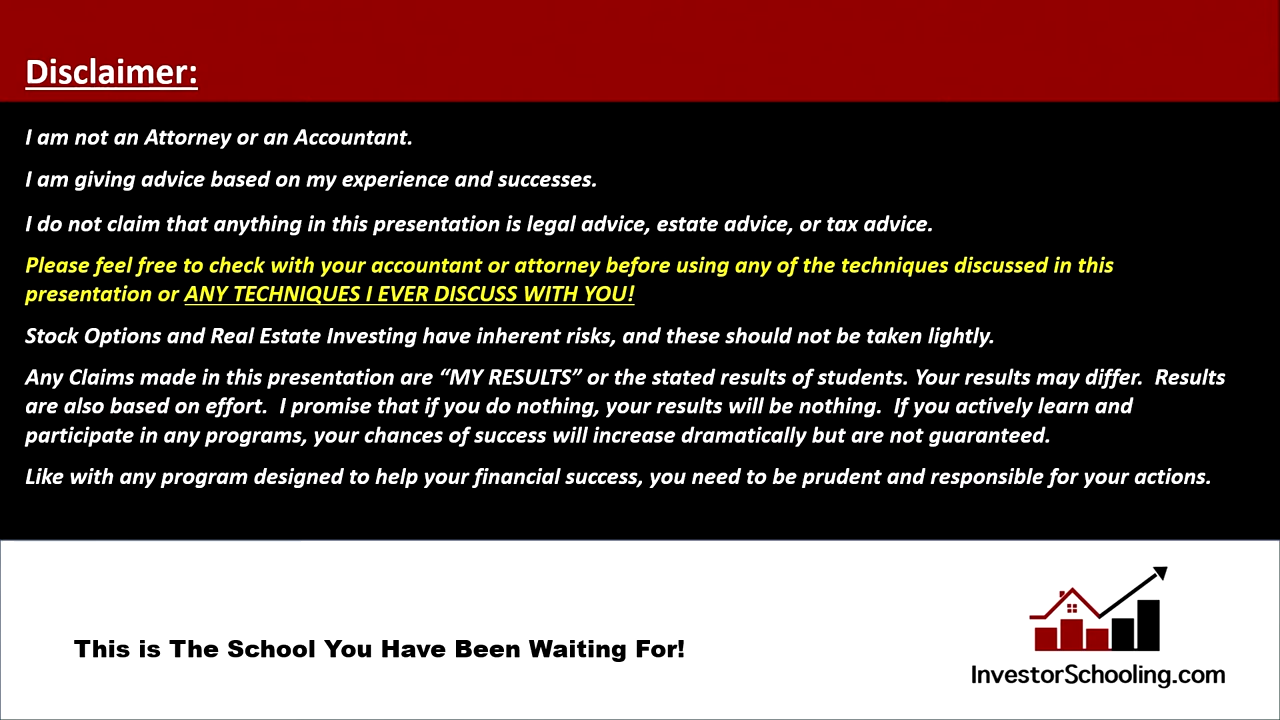 Disclaimer:
I am not an Attorney or an Accountant.
I am giving advice based on my experience and successes.
I do not claim that anything in this presentation is legal advice, estate advice, or tax advice.
Please feel free to check with your accountant or attorney before using any of the techniques discussed in this
presentation or ANY TECHNIQUES I EVER DISCUSS WITH YOU!
Stock Options and Real Estate Investing have inherent risks, and these should not be taken lightly.
Any Claims made in this presentation are “MY RESULTS” or the stated results of students. Your results may differ.  Results
are also based on effort.  I promise that if you do nothing, your results will be nothing.  If you actively learn and
participate in any programs, your chances of success will increase dramatically but are not guaranteed.
Like with any program designed to help your financial success, you need to be prudent and responsible for your actions.
This is The School You Have Been Waiting For!
InvestorSchooling.com